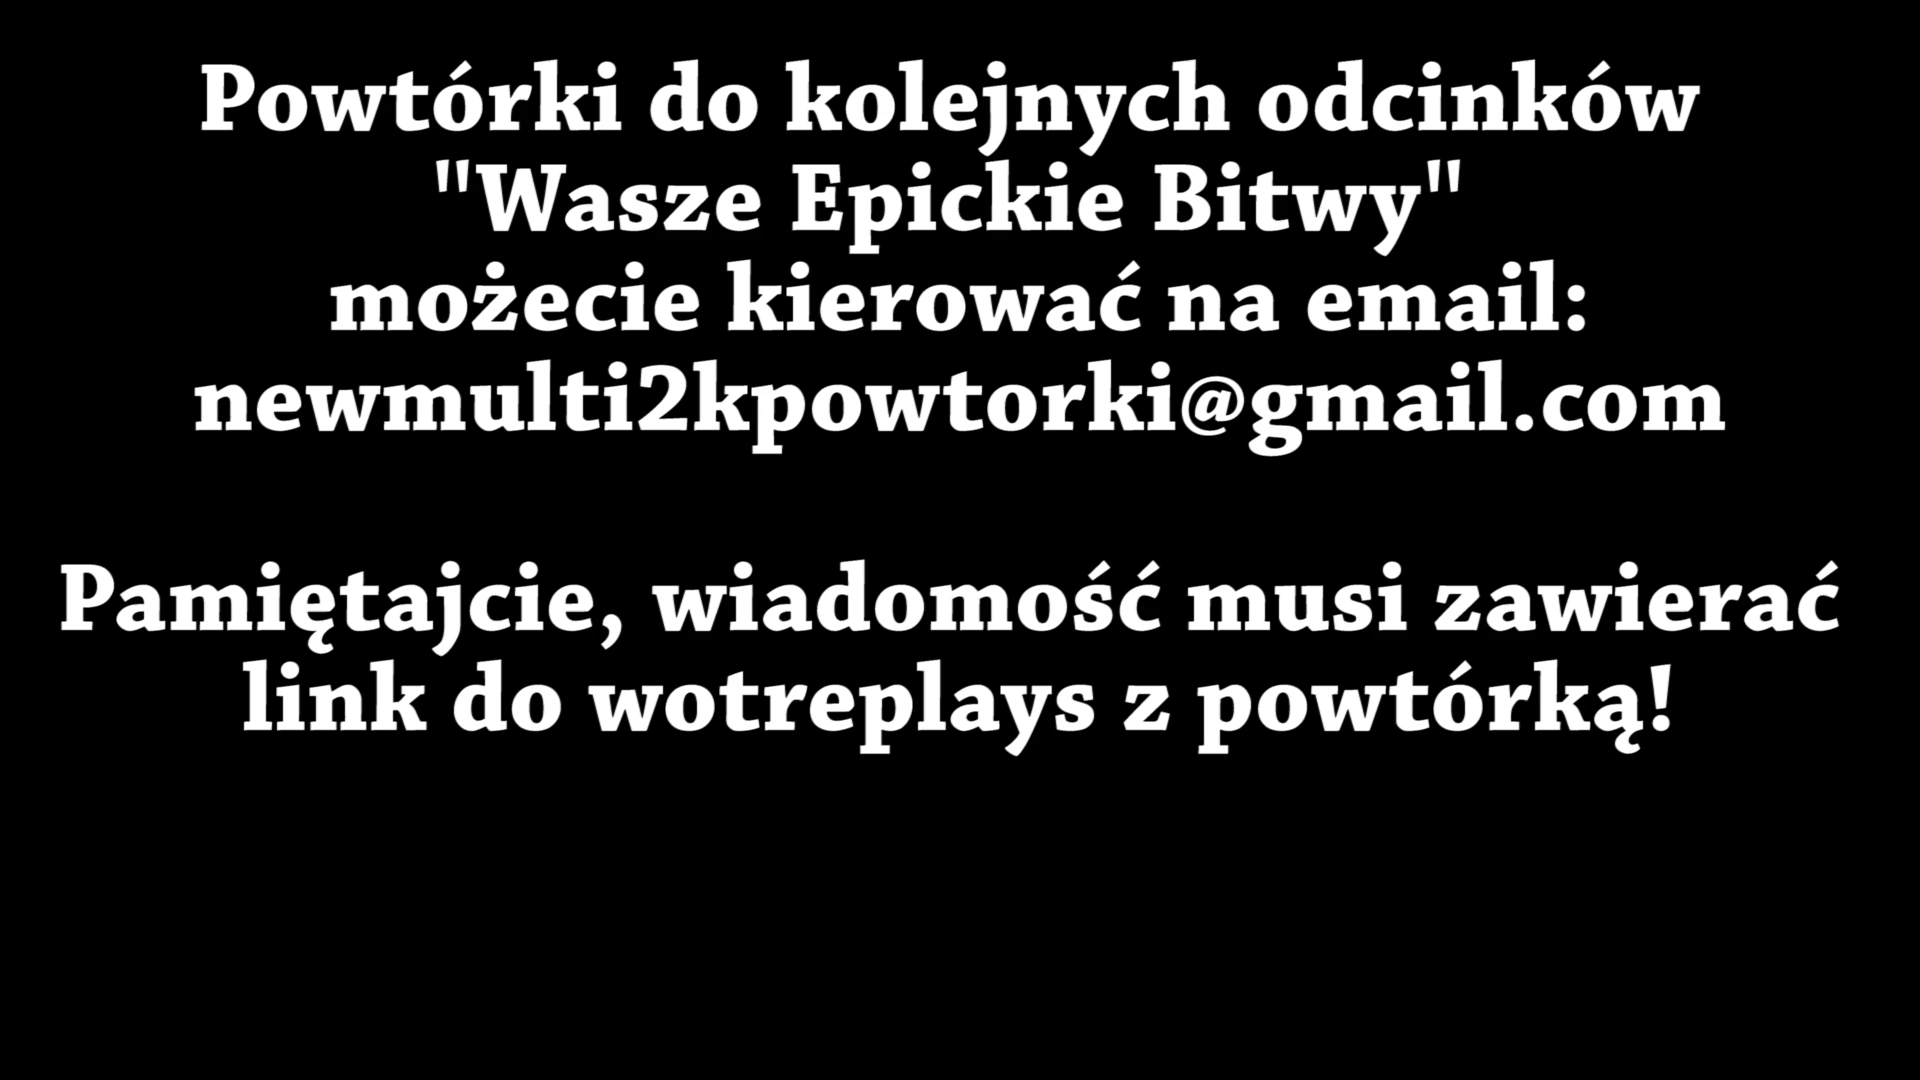 Powtórki do kolejnych odcinków
"Wasze Epickie Bitwy"
możecie kierować na email:
newmulti2kpowtorki@gmail.com
Pamiętajcie, wiadomość musi zawierać
link do wotreplays z powtórką!